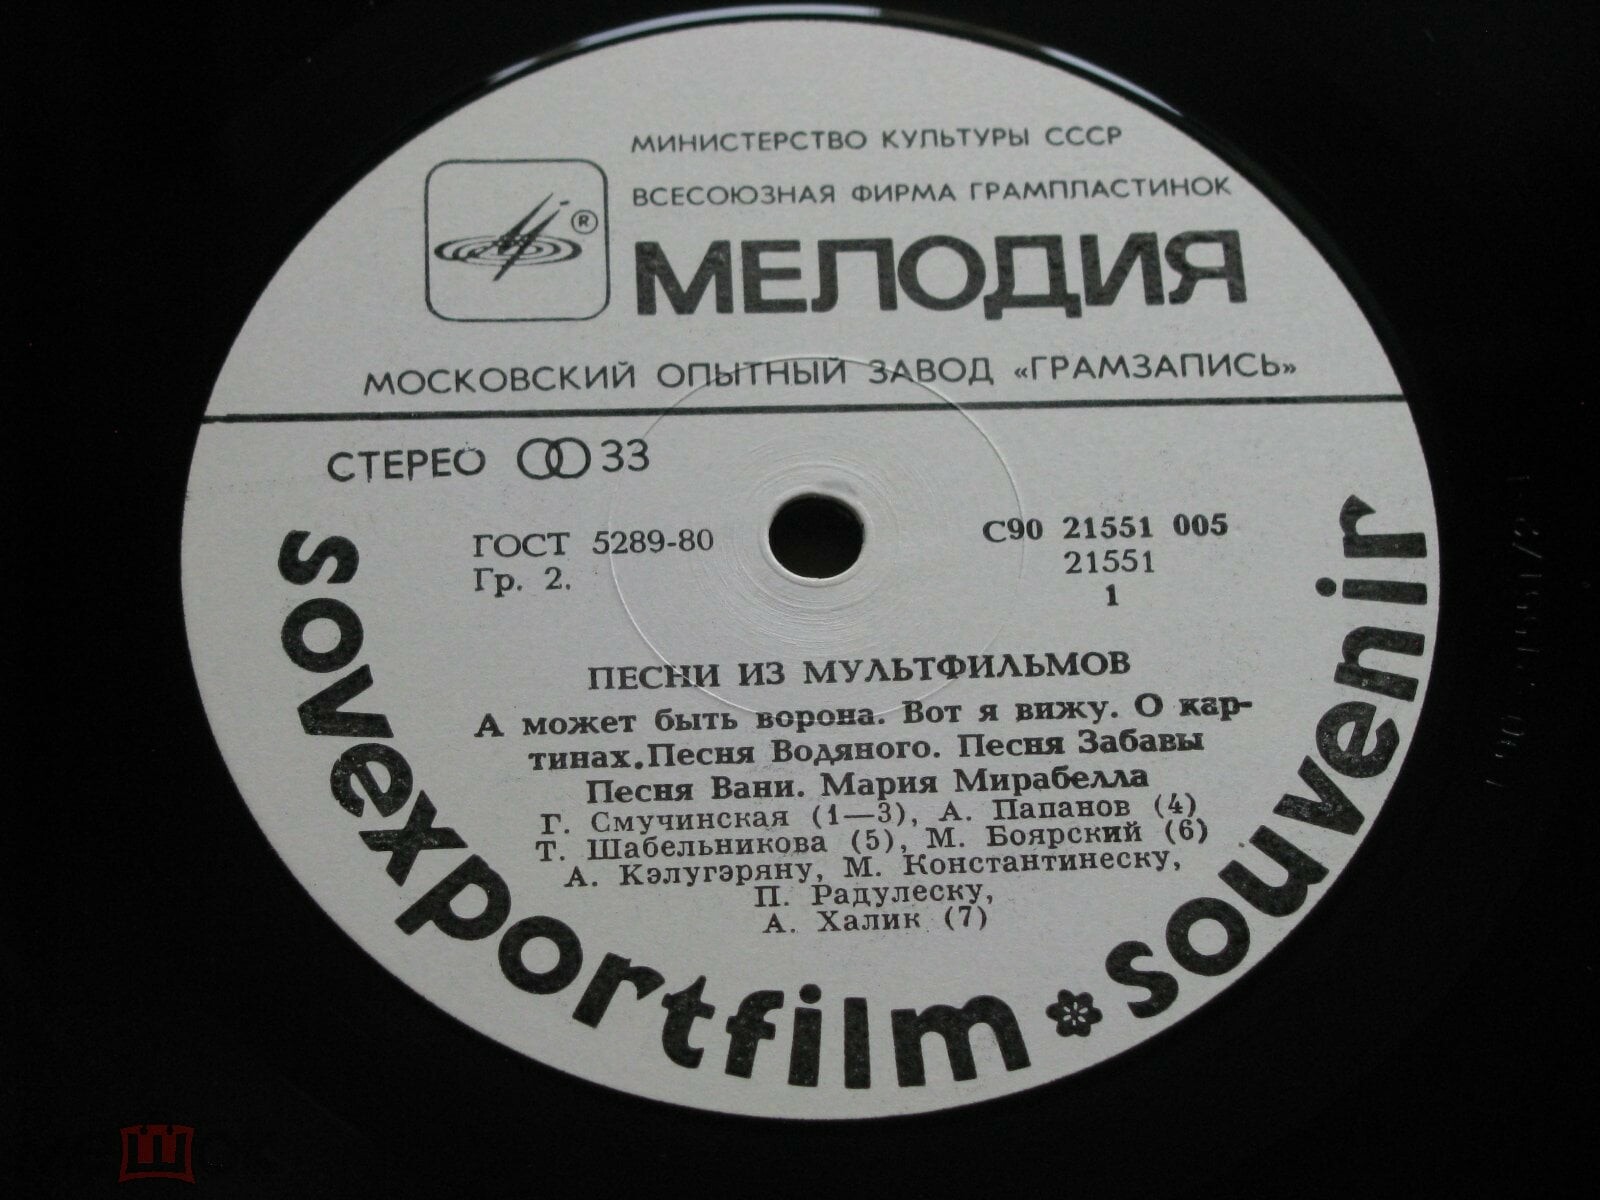 МИНИСТЕРСТВО КУЛЬТУРЫ СССР
ВСЕСОЮЗНАЯ ФИРМА ГРАМПЛАСТИНОК
®
МЕЛОДИЯ
МОСКОВСКИЙ ОПЫТНЫЙ ЗАВОД «ГРАМЗАПИСЬ»
СТЕРЕО 33
ГОСТ 5289-80
Гр. 2.
С90 21551 005
21551
1
ПЕСНИ ИЗ МУЛЬТФИЛЬМОВ
А может быть ворона. Вот я вижу. О кар-
тинах.Песня Водяного. Песня Забавы
Песня Вани. Мария Мирабелла
Г. Смучинская (1—3), А. Папанов (4)
Т. Шабельникова (5), М. Боярский (6)
А. Кэлугэряну, М. Константинеску,
П. Радулеску,
А. Халик (7)
sovexportfilm souvenir